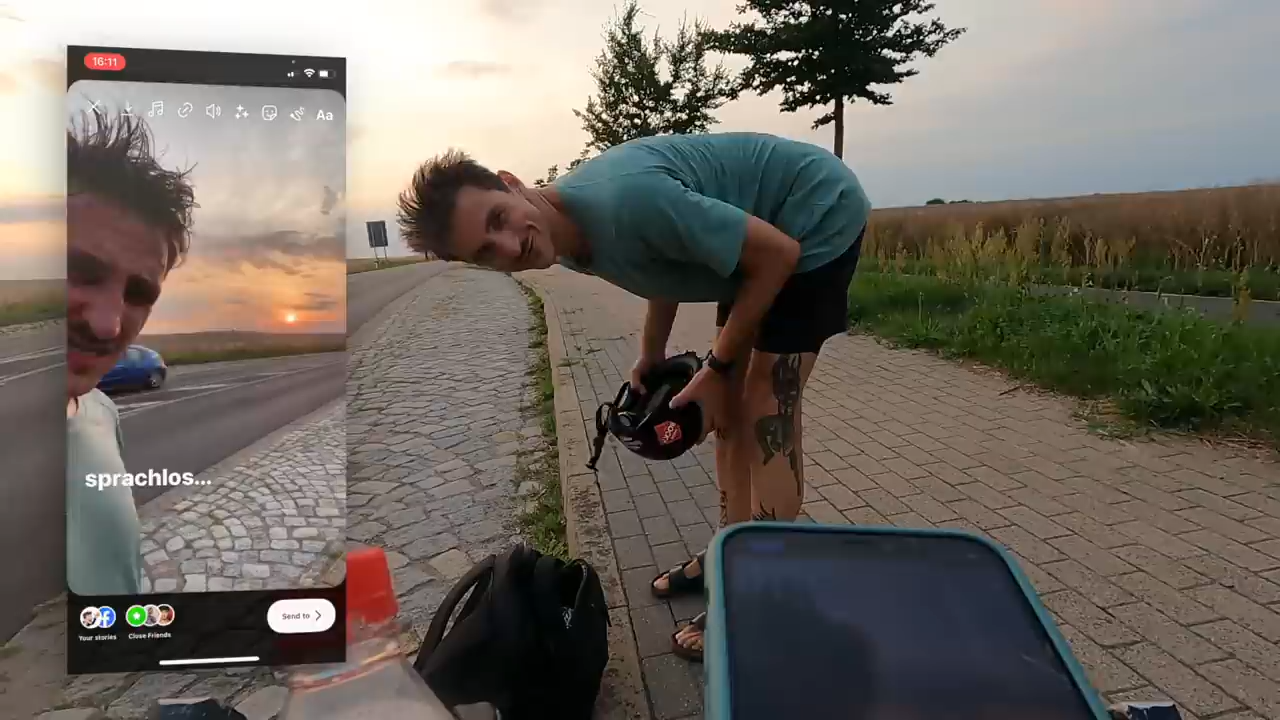 16:11
Aa
sprachlos...
Your stories
Close Friends
Send to